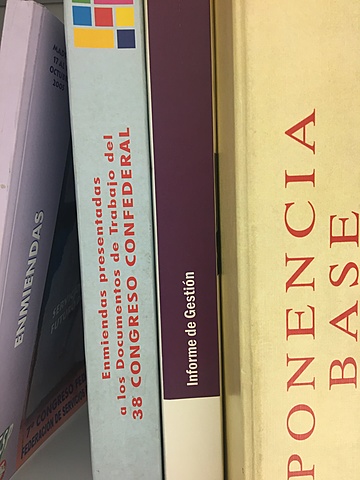 ENMIENDAS
Enmiendas presentadas
a los Documentos de Trabajo del
38 CONGRESO CONFEDERAL
Informe de Gestión
PONENCIA
BASE